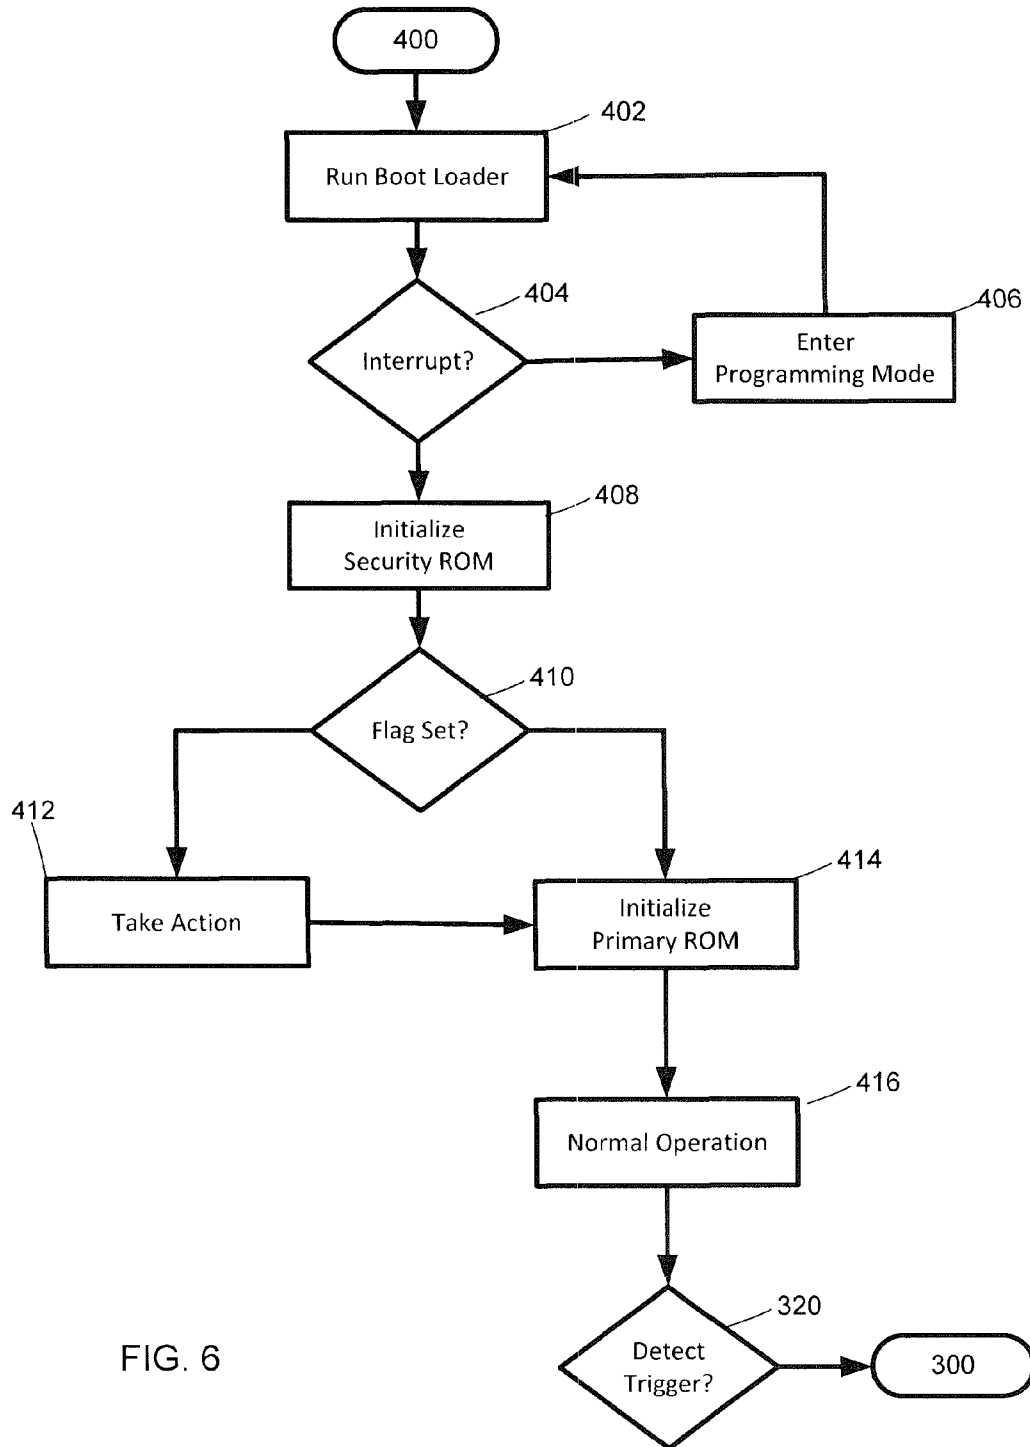 400
402
Run Boot Loader
404
Interrupt?
406
Enter
Programming Mode
408
Initialize
Security ROM
410
Flag Set?
412
Take Action
414
Initialize
Primary ROM
416
Normal Operation
320
Detect
Trigger?
300
FIG. 6